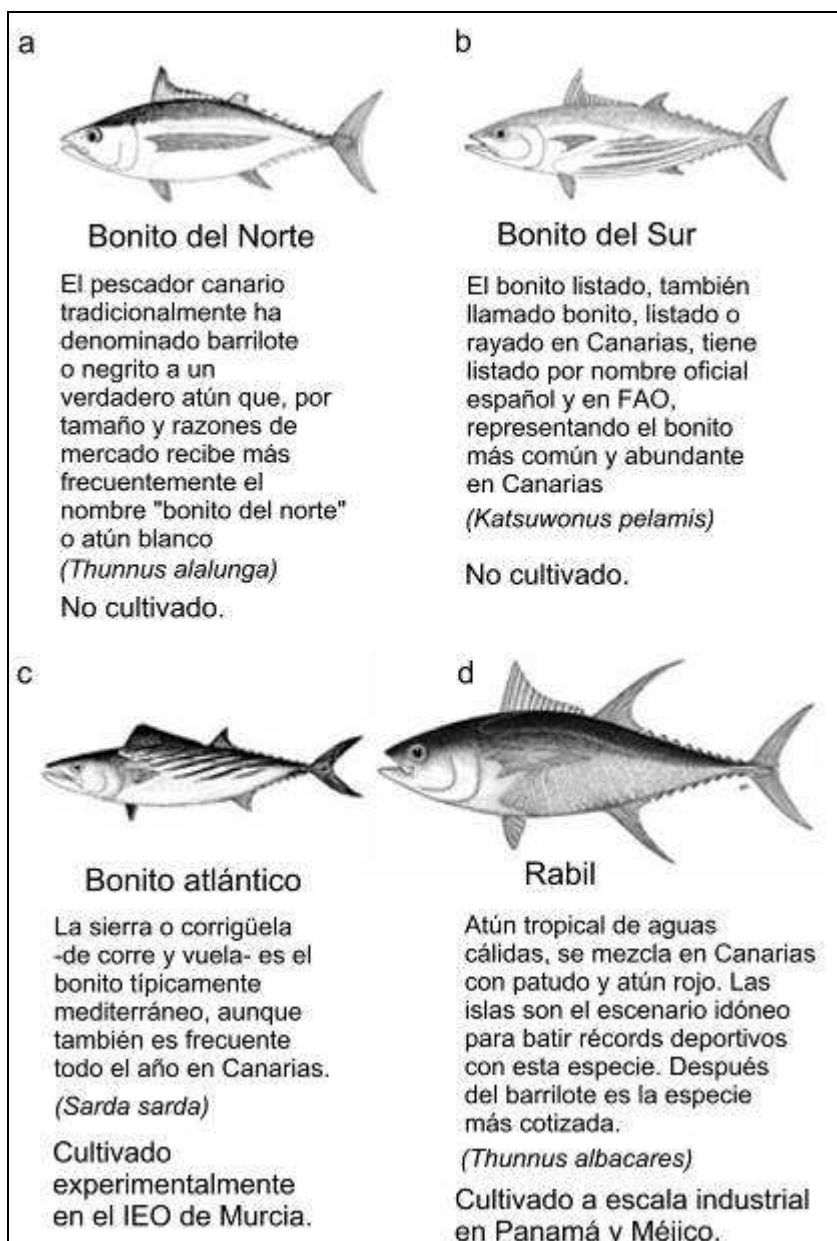 a
Bonito del Norte
El pescador canario
tradicionalmente ha
denominado barrilote
o negrito a un
verdadero atún que, por
tamaño y razones de
mercado recibe más
frecuentemente el
nombre "bonito del norte"
o atún blanco
(Thunnus alalunga)
No cultivado.
b
Bonito del Sur
El bonito listado, también
llamado bonito, listado o
rayado en Canarias, tiene
listado por nombre oficial
español y en FAO,
representando el bonito
más común y abundante
en Canarias
(Katsuwonus pelamis)
No cultivado.
c
Bonito atlántico
La sierra o corrigüela
-de corre y vuela- es el
bonito típicamente
mediterráneo, aunque
también es frecuente
todo el año en Canarias.
(Sarda sarda)
Cultivado
experimentalmente
en el IEO de Murcia.
d
Rabil
Atún tropical de aguas
cálidas, se mezcla en Canarias
con patudo y atún rojo. Las
islas son el escenario idóneo
para batir récords deportivos
con esta especie. Después
del barrilote es la especie
más cotizada.
(Thunnus albacares)
Cultivado a escala industrial
en Panamá y Méjico.